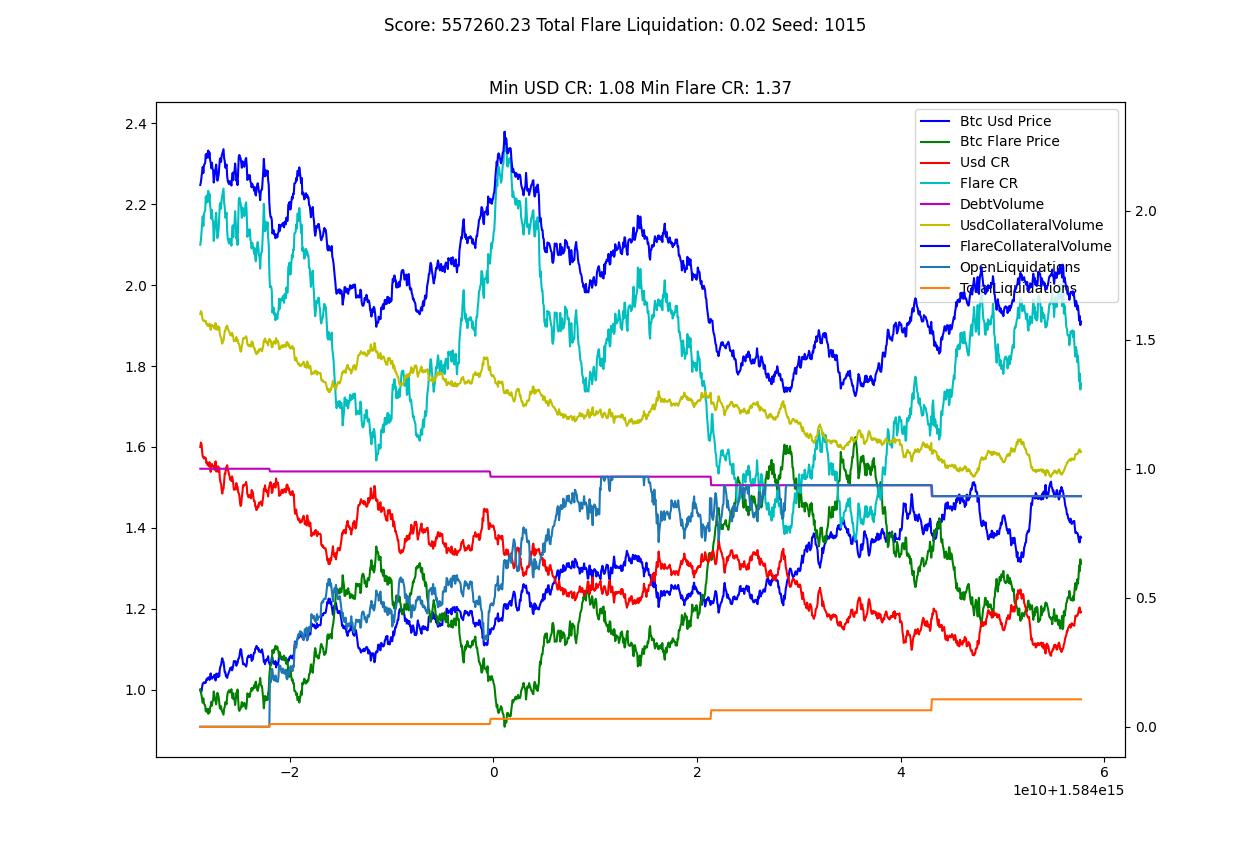 Score: 557260.23 Total Flare Liquidation: 0.02 Seed: 1015
Min USD CR: 1.08 Min Flare CR: 1.37
Btc Usd Price
Btc Flare Price
Usd CR
Flare CR
DebtVolume
UsdCollateralVolume
FlareCollateralVolume
OpenLiquidations
TotalLiquidations
2.4
2.2
2.0
1.8
1.6
1.4
1.2
1.0
2.0
1.5
1.0
0.5
0.0
−2
0
2
4
6
1e10+1.584e15